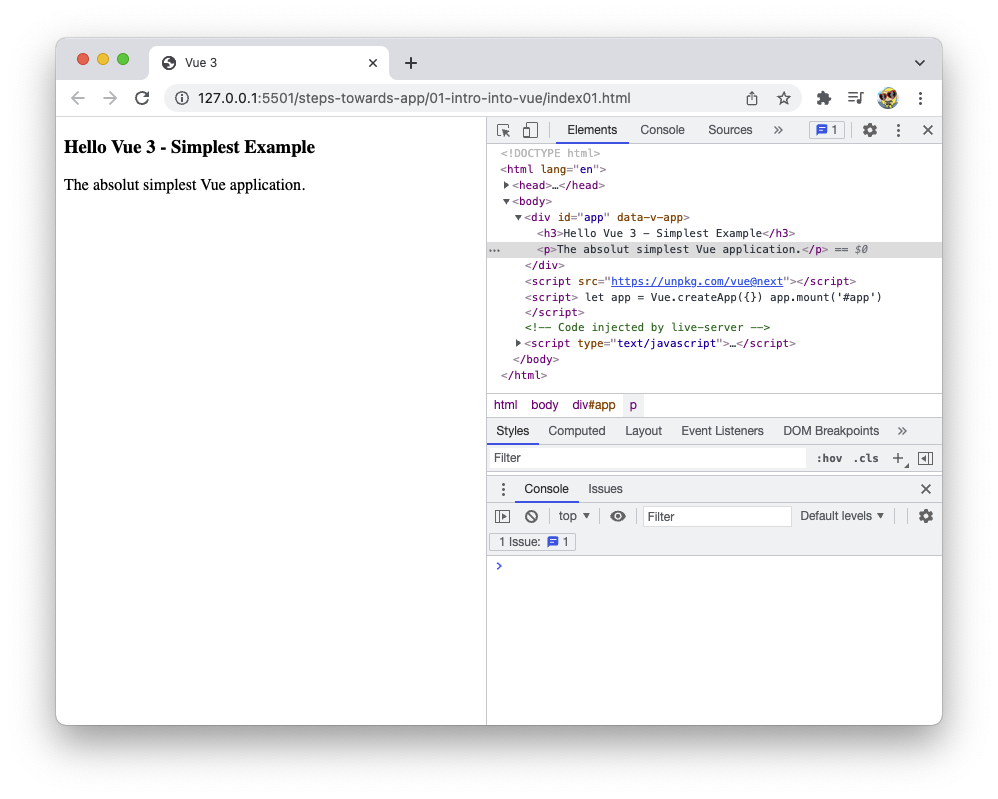 Vue 3
127.0.0.1:5501/steps-towards-app/01-intro-into-vue/index01.html
Hello Vue 3 - Simplest Example
The absolut simplest Vue application.
Elements Console Sources » 1
<!DOCTYPE html>
<html lang="en">
<head>…</head>
<body>
<div id="app" data-v-app>
<h3>Hello Vue 3 - Simplest Example</h3>
<p>The absolut simplest Vue application.</p> == $0
</div>
<script src="https://unpkg.com/vue@next"></script>
<script> let app = Vue.createApp({}) app.mount('#app')
</script>
<!-- Code injected by live-server -->
<script type="text/javascript">…</script>
</body>
</html>
html body div#app p
Styles Computed Layout Event Listeners DOM Breakpoints »
Filter :hov .cls +
Console Issues
top Filter Default levels
1 Issue: 1